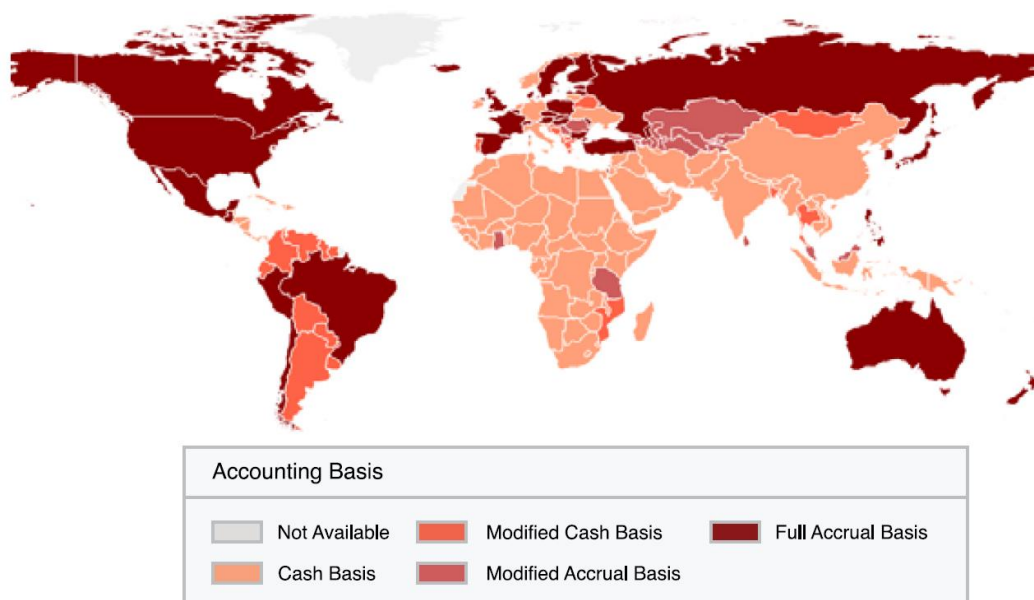 Accounting Basis
Not Available
Modified Cash Basis
Full Accrual Basis
Cash Basis
Modified Accrual Basis